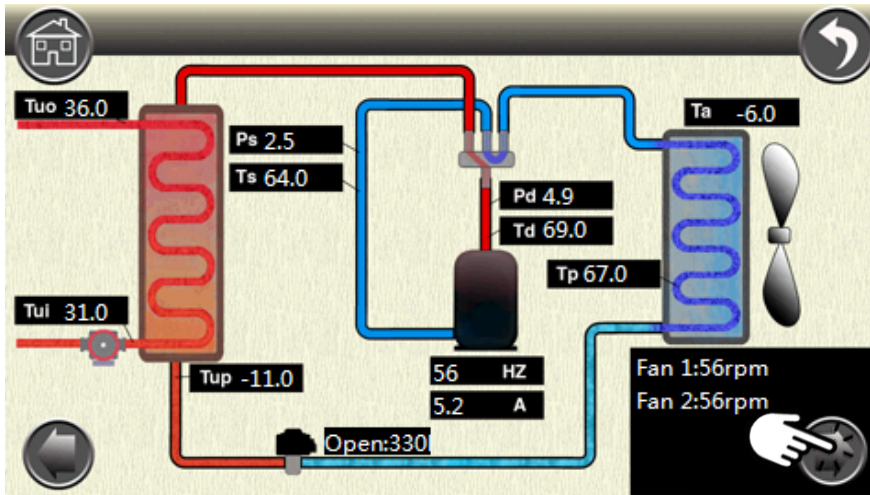 Tuo 36.0
Ta -6.0
Ps 2.5
Ts 64.0
Pd 4.9
Td 69.0
Tp 67.0
Tui 31.0
Tup -11.0
56 HZ
5.2 A
Fan 1:56rpm
Fan 2:56rpm
Open:330